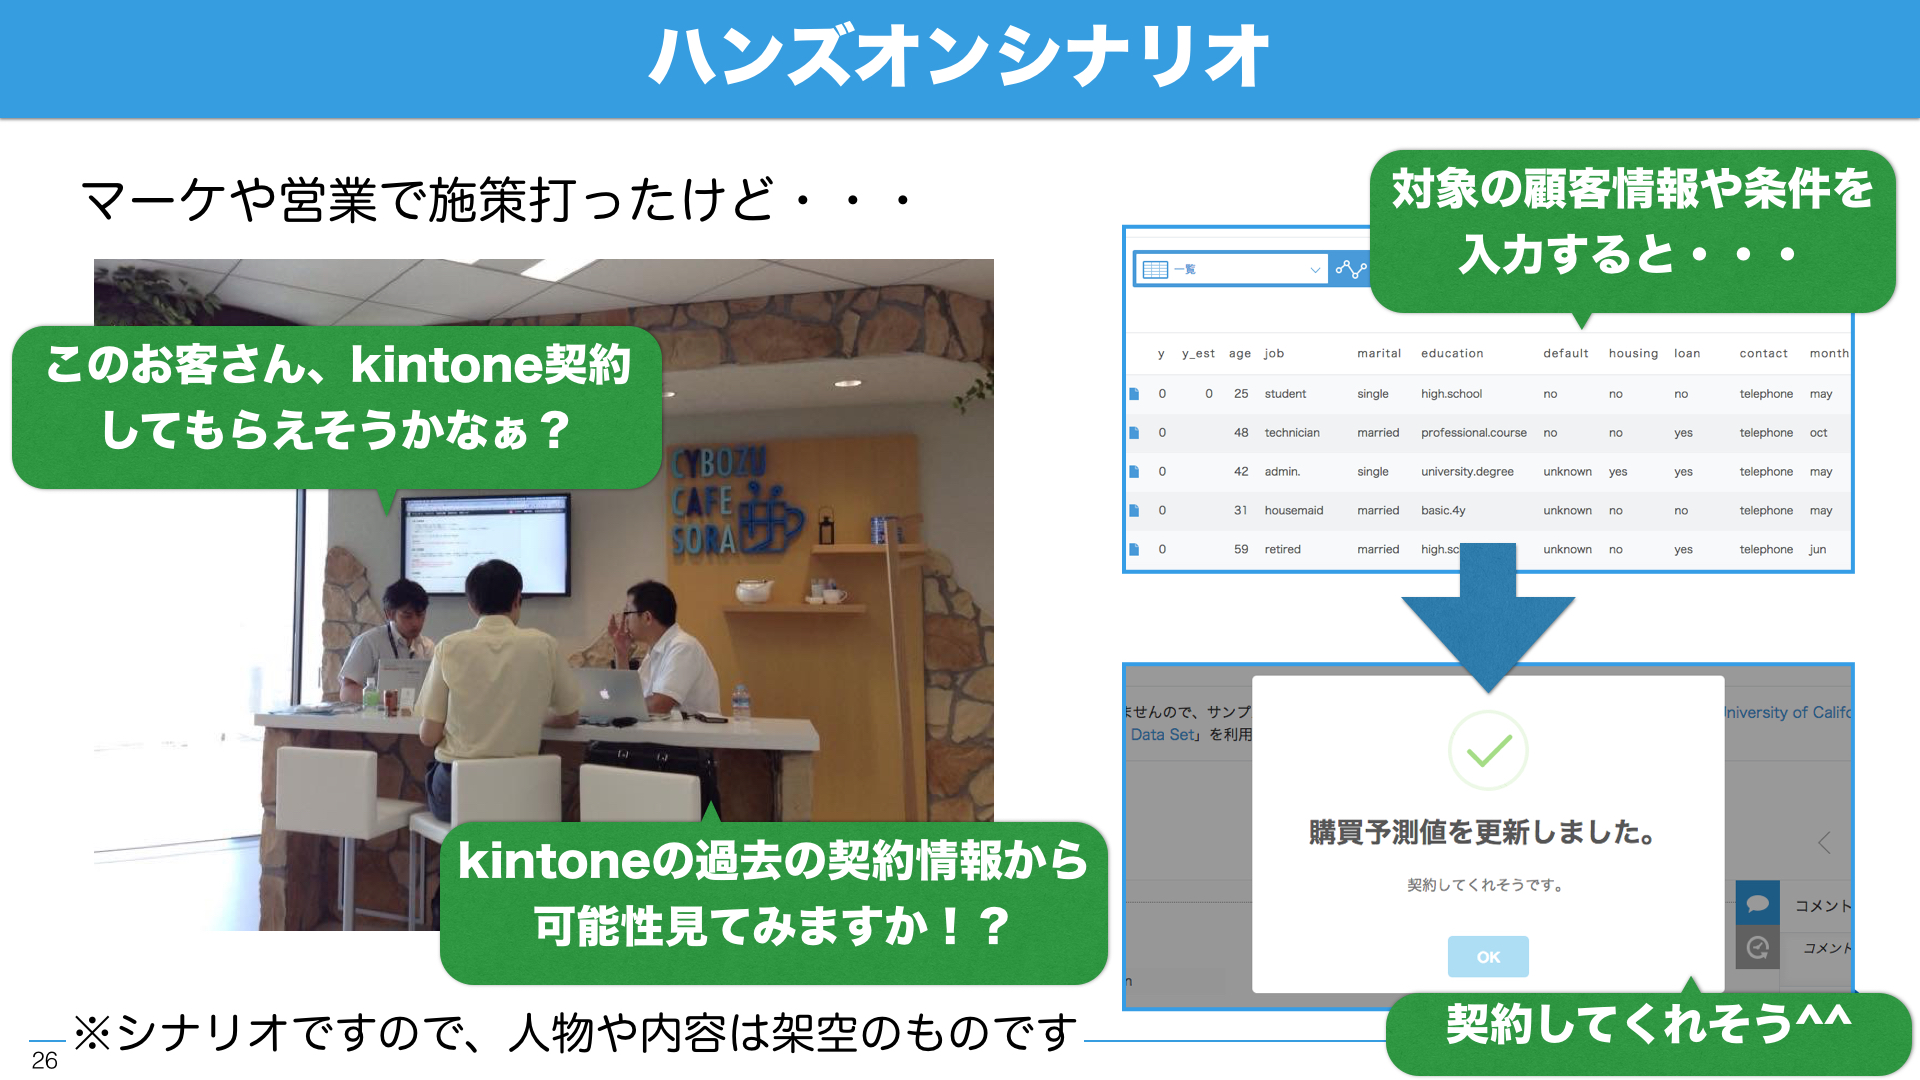 ハンズオンシナリオ
マーケや営業で施策打ったけど・・・
このお客さん、kintone契約
してもらえそうかなぁ？
CYBOZU
CAFE
SORA
kintoneの過去の契約情報から
可能性見てみますか！？
対象の顧客情報や条件を
入力すると・・・
一覧
y y_est age job marital education default housing loan contact month
0 0 25 student single high.school no no no telephone may
0 48 technician married professional.course no no yes telephone oct
0 42 admin. single university.degree unknown yes yes telephone may
0 31 housemaid married basic.4y unknown no no telephone may
0 59 retired married high.sc unknown no yes telephone jun
ませんので、サンプ University of Califo
Data Set」を利用
購買予測値を更新しました。
契約してくれそうです。
OK
コメント
コメント
n
契約してくれそう^^
※シナリオですので、人物や内容は架空のものです
26